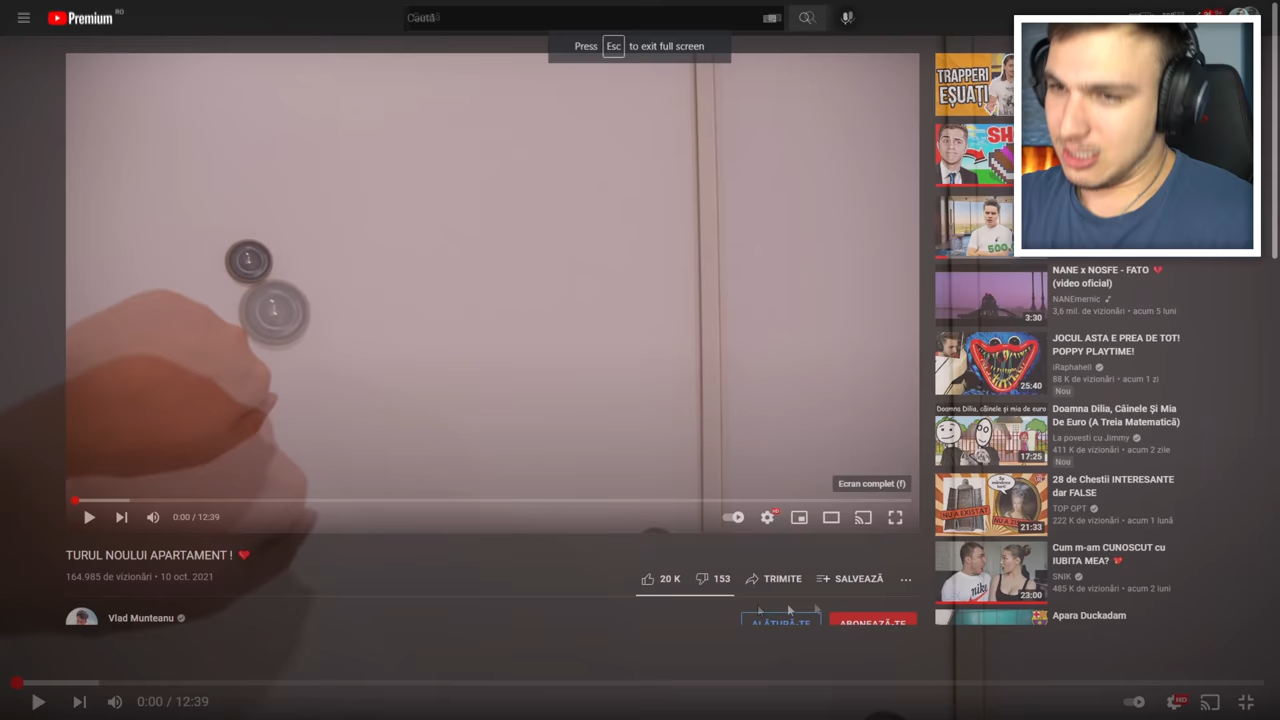 Premium RO
Caută
Press Esc to exit full screen
TRAPPERI
EȘUAȚI
SH
500
NANE x NOSFE - FATO 💔
(video oficial)
NANEmernic
3,6 mil. de vizionări • acum 5 luni
3:30
JOCUL ASTA E PREA DE TOT!
POPPY PLAYTIME!
iRaphahell
88 K de vizionări • acum 1 zi
25:40
Nou
Doamna Dilia, câinele și mia de euro
Doamna Dilia, Câinele Și Mia
De Euro (A Treia Matematică)
La povesti cu Jimmy
411 K de vizionări • acum 2 zile
17:25
Nou
28 de Chestii INTERESANTE
dar FALSE
TOP OPT
222 K de vizionări • acum 1 lună
NU A EXISTAT
21:33
Cum m-am CUNOSCUT cu
IUBITA MEA? 💔
SNIK
485 K de vizionări • acum 2 luni
23:00
Apara Duckadam
Ecran complet (f)
0:00 / 12:39
HD
TURUL NOULUI APARTAMENT ! ❤️
164.985 de vizionări • 10 oct. 2021
20 K
153
TRIMITE
SALVEAZĂ
Vlad Munteanu
ALĂTURĂ-TE
ABONEAZĂ-TE
0:00 / 12:39
HD